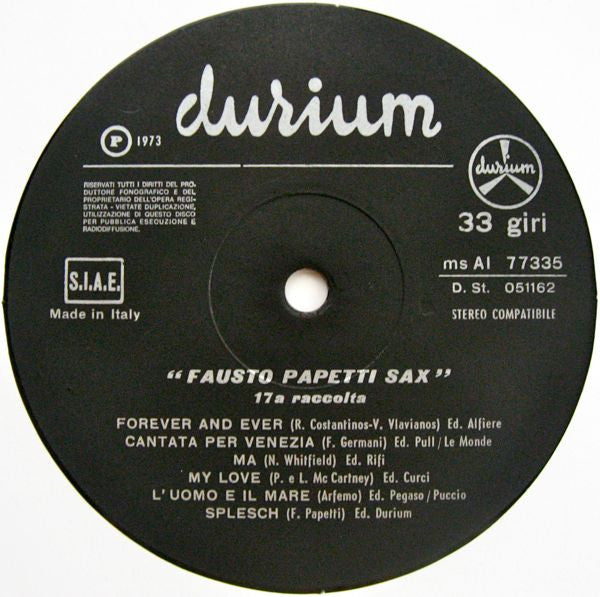 durium
P 1973
RISERVATI TUTTI I DIRITTI DEL PRO-
DUTTORE FONOGRAFICO E DEL
PROPRIETARIO DELL'OPERA REGI-
STRATA - VIETATE DUPLICAZIONE,
UTILIZZAZIONE DI QUESTO DISCO
PER PUBBLICA ESECUZIONE E
RADIODIFFUSIONE.
durium
33 giri
S.I.A.E.
Made in Italy
ms AI 77335
D. St. 051162
STEREO COMPATIBILE
"FAUSTO PAPETTI SAX"
17a raccolta
FOREVER AND EVER (R. Costantinos-V. Vlavianos) Ed. Alfiere
CANTATA PER VENEZIA (F. Germani) Ed. Pull/Le Monde
MA (N. Whitfield) Ed. Rifi
MY LOVE (P. e L. Mc Cartney) Ed. Curci
L'UOMO E IL MARE (Arfemo) Ed. Pegaso/Puccio
SPLESCH (F. Papetti) Ed. Durium